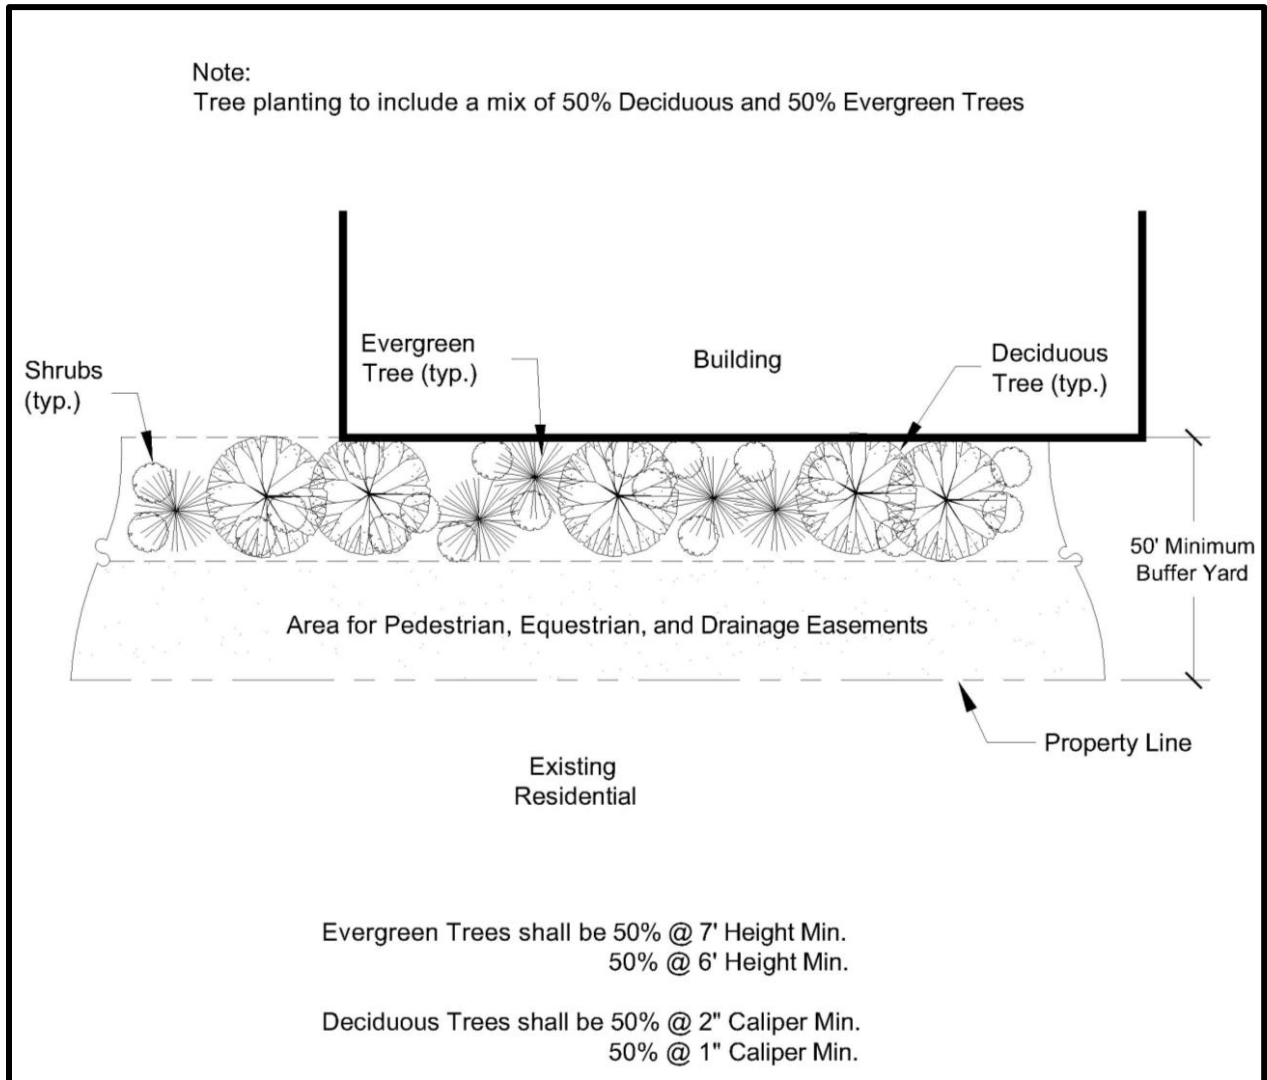 Note:
Tree planting to include a mix of 50% Deciduous and 50% Evergreen Trees
Evergreen
Tree (typ.)
Building
Deciduous
Tree (typ.)
Shrubs
(typ.)
50' Minimum
Buffer Yard
Area for Pedestrian, Equestrian, and Drainage Easements
Property Line
Existing
Residential
Evergreen Trees shall be 50% @ 7' Height Min.
50% @ 6' Height Min.
Deciduous Trees shall be 50% @ 2" Caliper Min.
50% @ 1" Caliper Min.